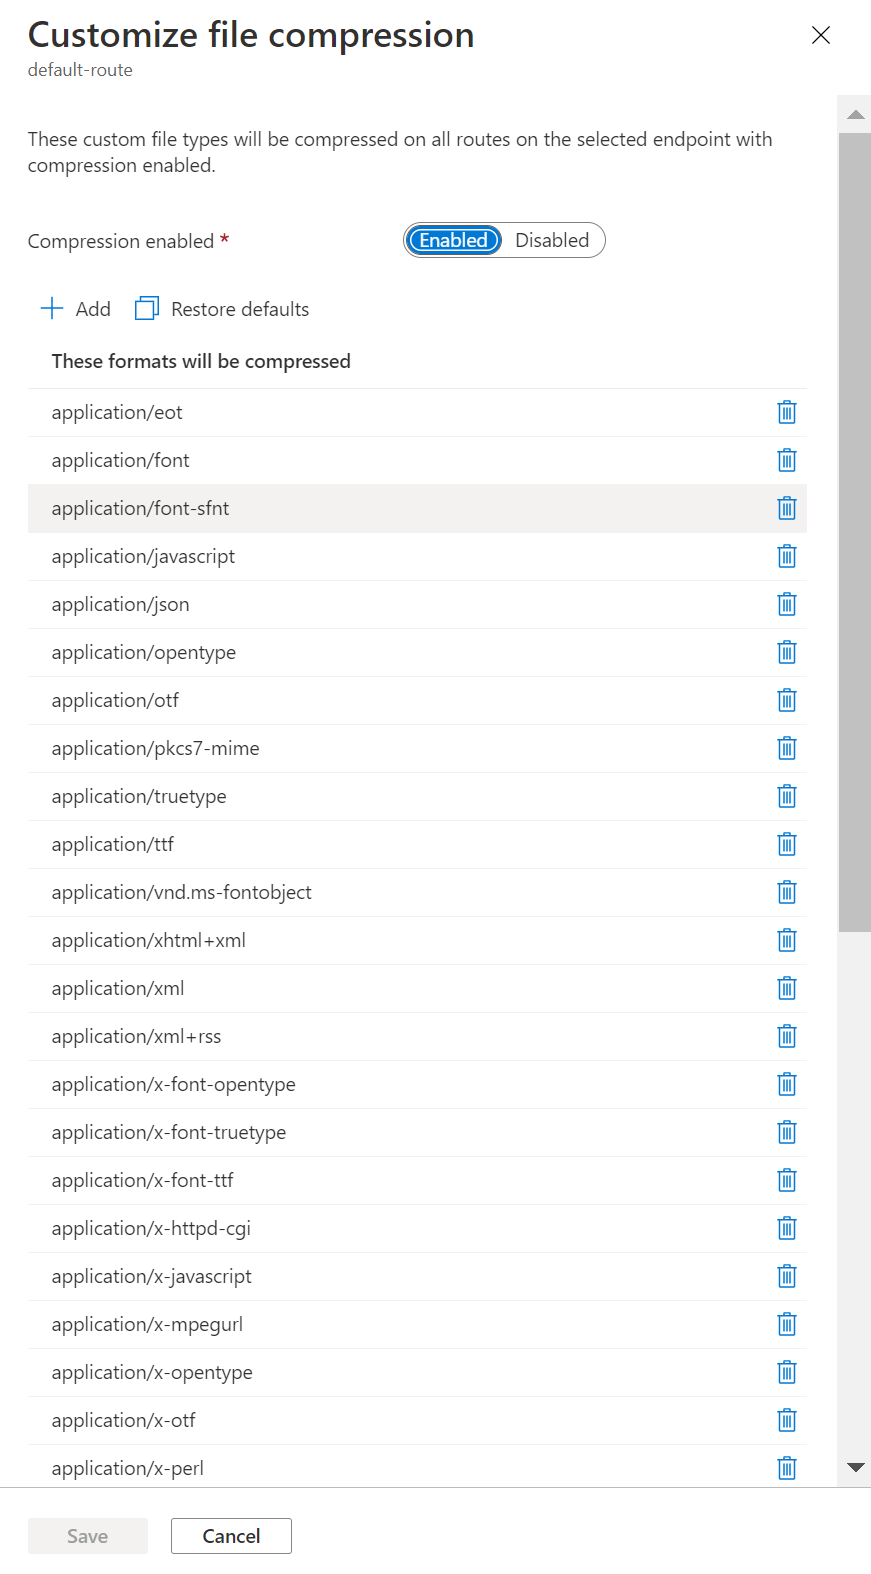 Customize file compression
default-route
These custom file types will be compressed on all routes on the selected endpoint with
compression enabled.
Compression enabled *
Enabled Disabled
Add Restore defaults
These formats will be compressed
application/eot
application/font
application/font-sfnt
application/javascript
application/json
application/opentype
application/otf
application/pkcs7-mime
application/truetype
application/ttf
application/vnd.ms-fontobject
application/xhtml+xml
application/xml
application/xml+rss
application/x-font-opentype
application/x-font-truetype
application/x-font-ttf
application/x-httpd-cgi
application/x-javascript
application/x-mpegurl
application/x-opentype
application/x-otf
application/x-perl
Save Cancel